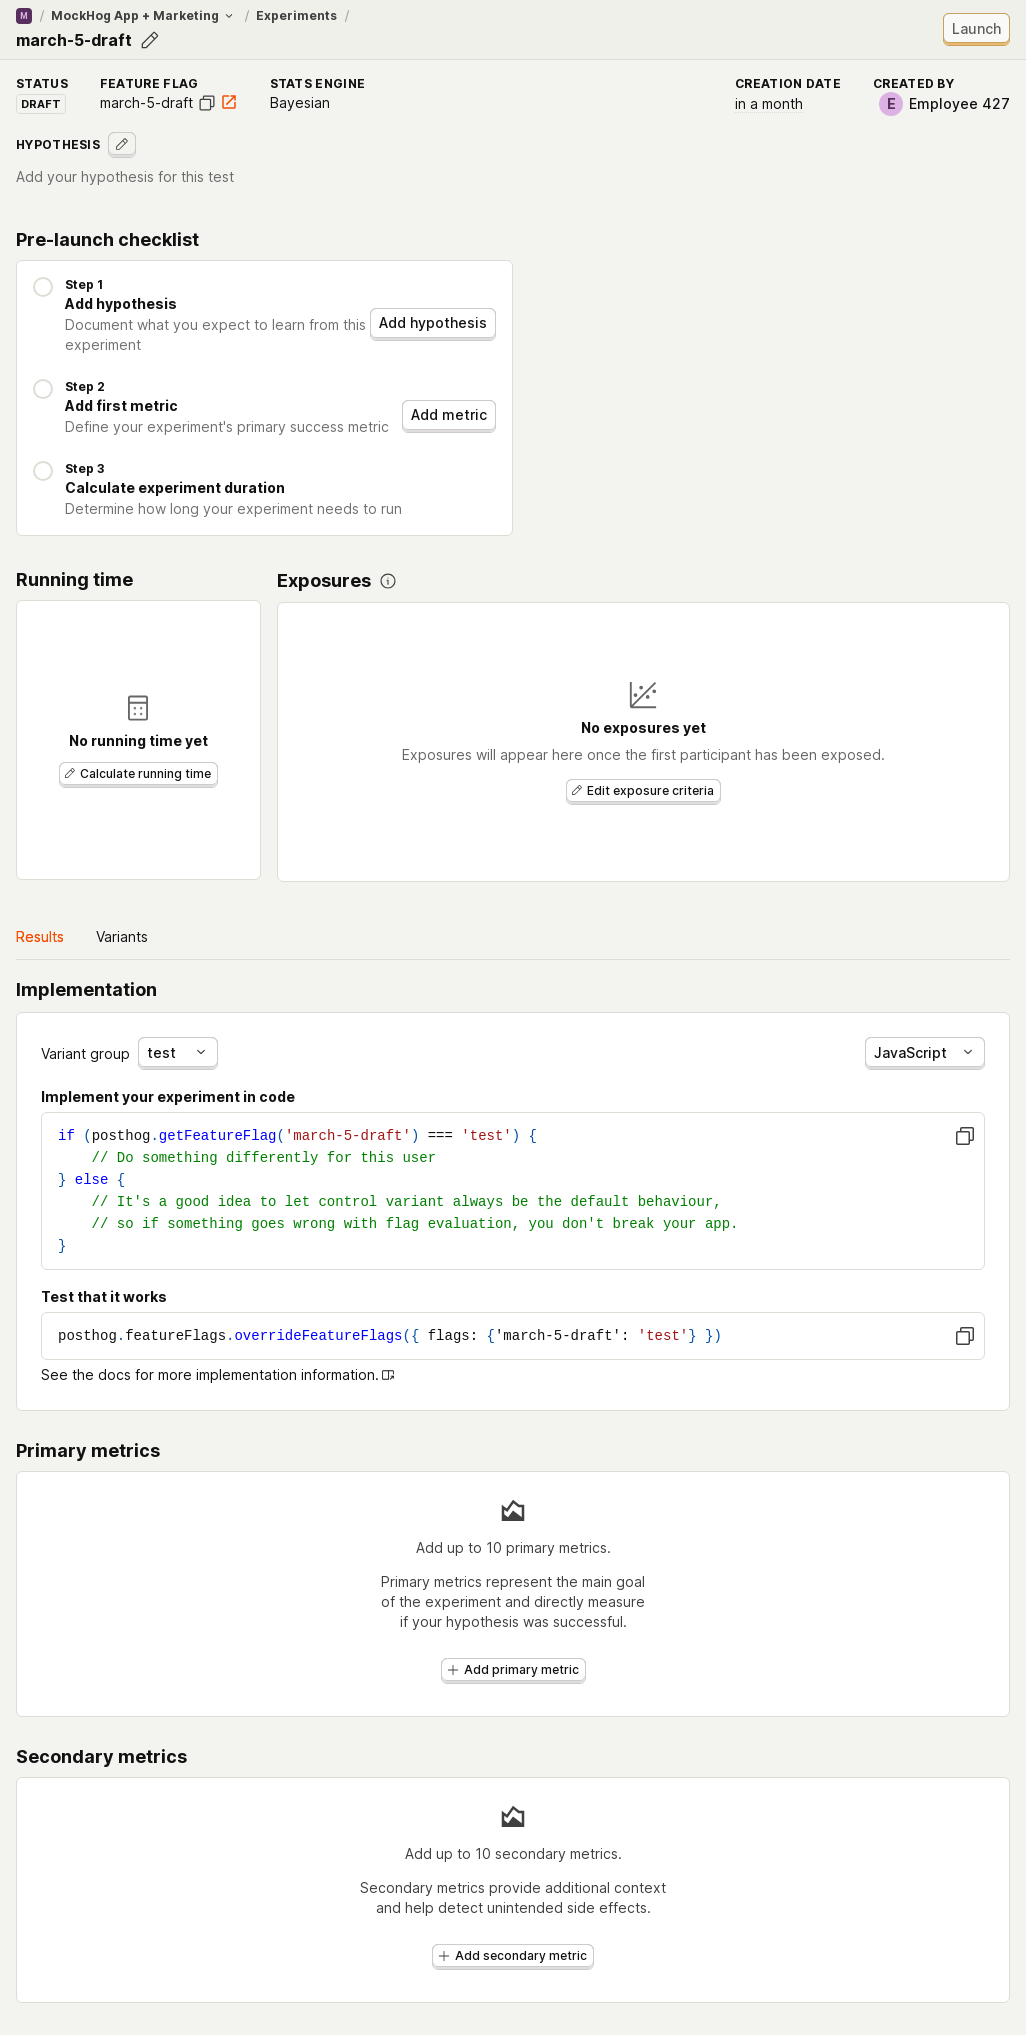 M / MockHog App + Marketing / Experiments /
march-5-draft
Launch
STATUS
DRAFT
FEATURE FLAG
march-5-draft
STATS ENGINE
Bayesian
CREATION DATE
in a month
CREATED BY
E Employee 427
HYPOTHESIS
Add your hypothesis for this test
Pre-launch checklist
Step 1
Add hypothesis
Document what you expect to learn from this
experiment
Add hypothesis
Step 2
Add first metric
Define your experiment's primary success metric
Add metric
Step 3
Calculate experiment duration
Determine how long your experiment needs to run
Running time
No running time yet
Calculate running time
Exposures
No exposures yet
Exposures will appear here once the first participant has been exposed.
Edit exposure criteria
Results Variants
Implementation
Variant group test JavaScript
Implement your experiment in code
if (posthog.getFeatureFlag('march-5-draft') === 'test') {
    // Do something differently for this user
} else {
    // It's a good idea to let control variant always be the default behaviour,
    // so if something goes wrong with flag evaluation, you don't break your app.
}
Test that it works
posthog.featureFlags.overrideFeatureFlags({ flags: {'march-5-draft': 'test'} })
See the docs for more implementation information.
Primary metrics
Add up to 10 primary metrics.
Primary metrics represent the main goal
of the experiment and directly measure
if your hypothesis was successful.
Add primary metric
Secondary metrics
Add up to 10 secondary metrics.
Secondary metrics provide additional context
and help detect unintended side effects.
Add secondary metric